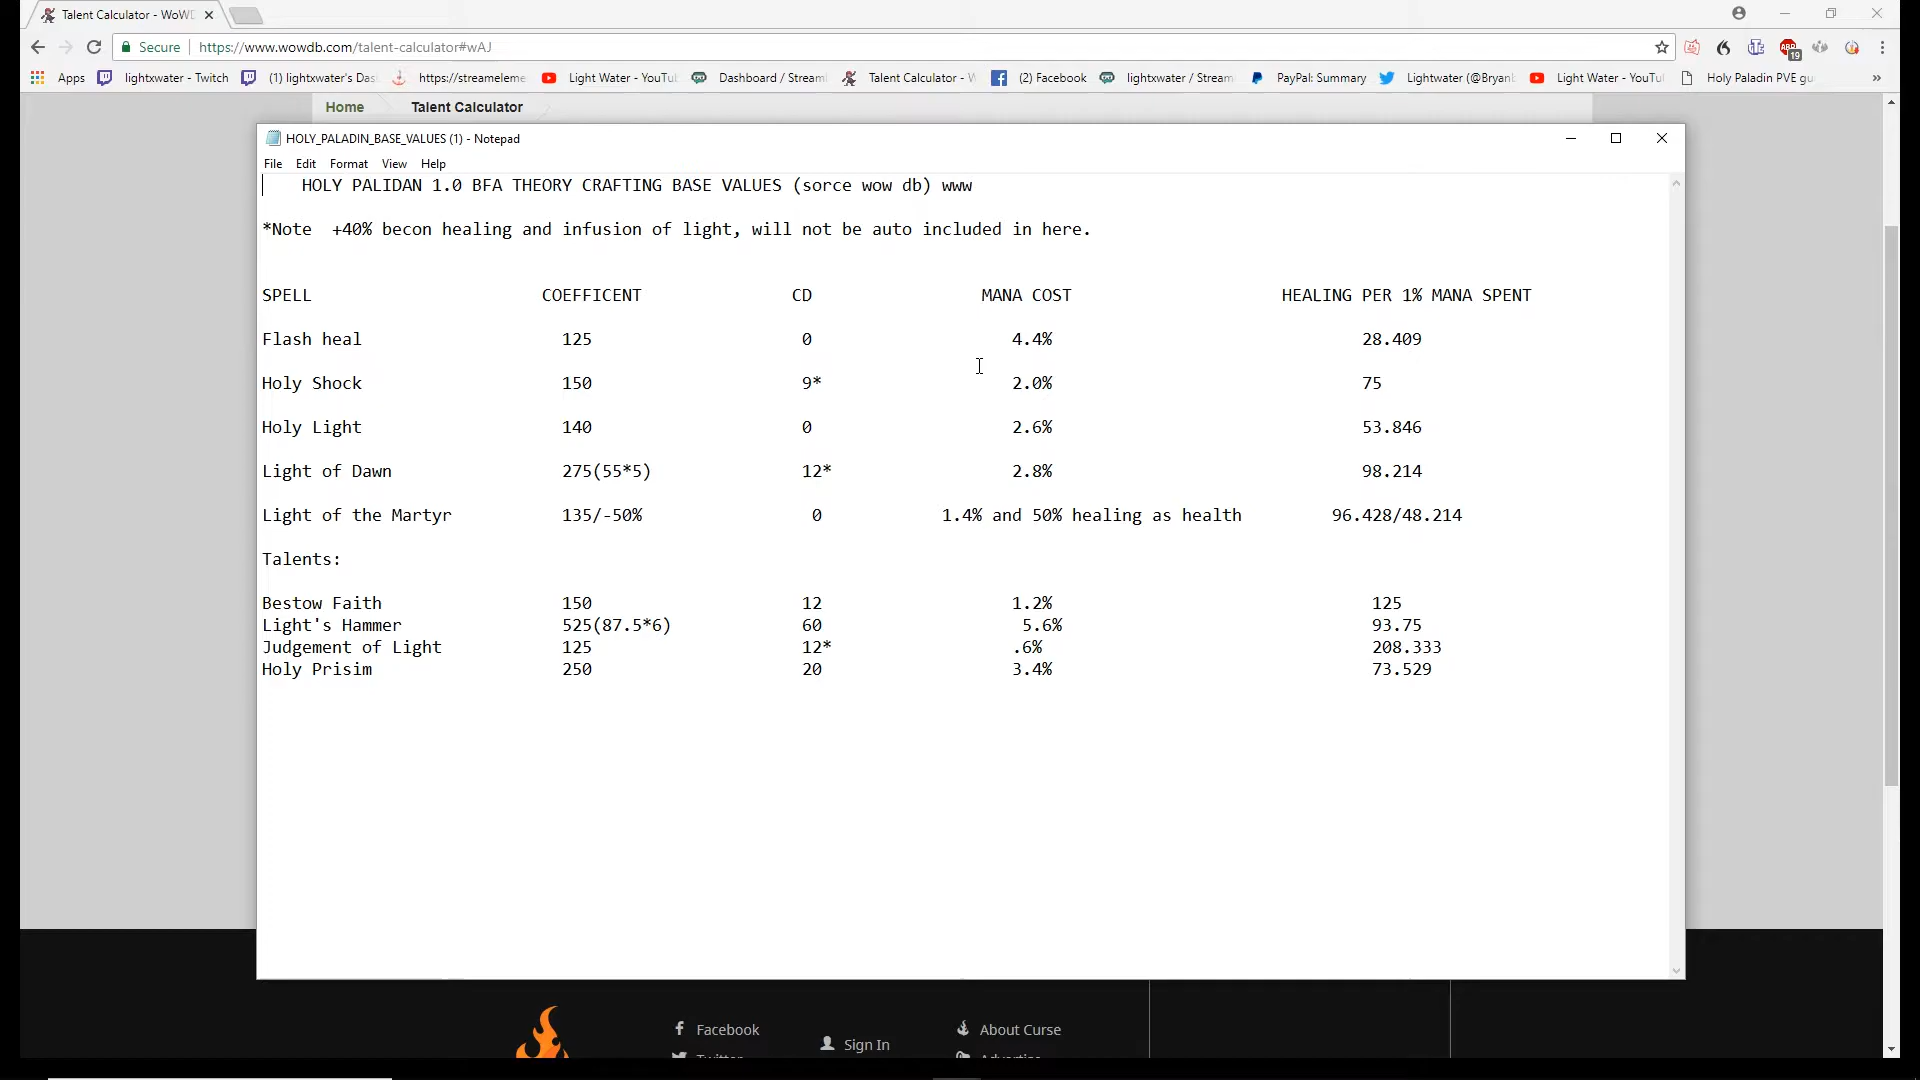 Talent Calculator - WoWD
Secure https://www.wowdb.com/talent-calculator#wAJ
Apps lightxwater - Twitch (1) lightxwater's Das https://streameleme Light Water - YouTu Dashboard / Streaml Talent Calculator - W (2) Facebook lightxwater / Stream PayPal: Summary Lightwater (@Bryanl Light Water - YouTu Holy Paladin PVE gu »
Home Talent Calculator
HOLY_PALADIN_BASE_VALUES (1) - Notepad
File Edit Format View Help
HOLY PALIDAN 1.0 BFA THEORY CRAFTING BASE VALUES (sorce wow db) www
*Note +40% becon healing and infusion of light, will not be auto included in here.
SPELL COEFFICENT CD MANA COST HEALING PER 1% MANA SPENT
Flash heal 125 0 4.4% 28.409
Holy Shock 150 9* 2.0% 75
Holy Light 140 0 2.6% 53.846
Light of Dawn 275(55*5) 12* 2.8% 98.214
Light of the Martyr 135/-50% 0 1.4% and 50% healing as health 96.428/48.214
Talents:
Bestow Faith 150 12 1.2% 125
Light's Hammer 525(87.5*6) 60 5.6% 93.75
Judgement of Light 125 12* .6% 208.333
Holy Prisim 250 20 3.4% 73.529
Facebook Sign In About Curse
Twitter Advertise